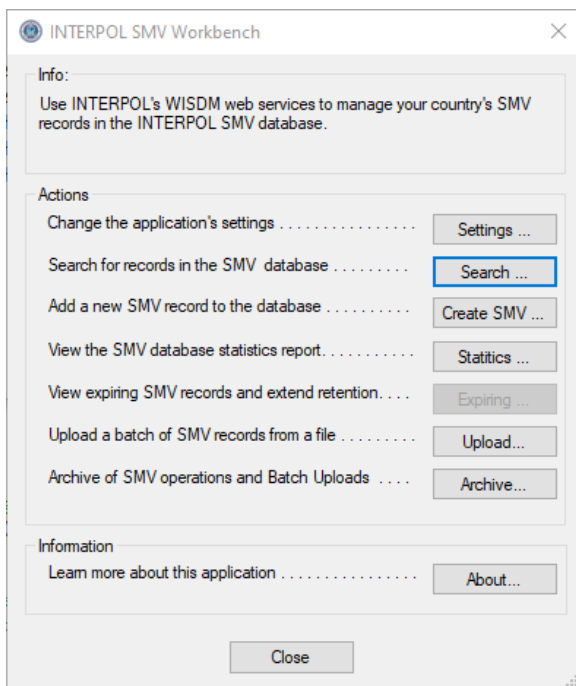 INTERPOL SMV Workbench
Info:
Use INTERPOL's WISDM web services to manage your country's SMV
records in the INTERPOL SMV database.
Actions
Change the application's settings . . . . . . . . . . . . . . . . Settings ...
Search for records in the SMV database . . . . . . . . . Search ...
Add a new SMV record to the database . . . . . . . . . . Create SMV ...
View the SMV database statistics report. . . . . . . . . . . Statitics ...
View expiring SMV records and extend retention. . . . Expiring ...
Upload a batch of SMV records from a file . . . . . . . . . Upload...
Archive of SMV operations and Batch Uploads . . . . Archive...
Information
Learn more about this application . . . . . . . . . . . . . . . . About...
Close